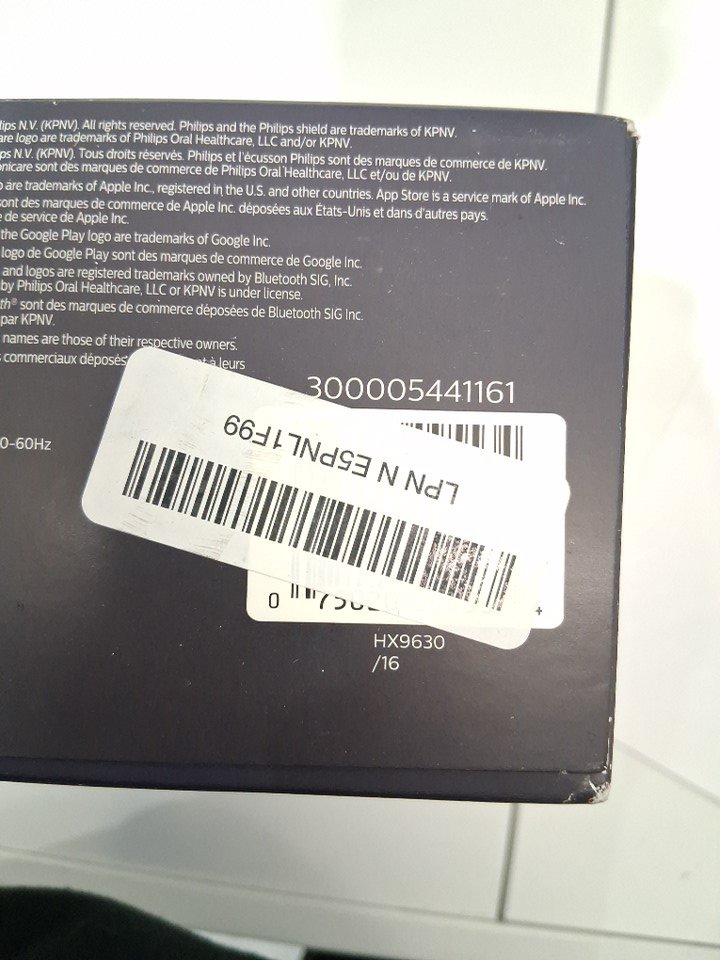 ips N.V. (KPNV). All rights reserved. Philips and the Philips shield are trademarks of KPNV.
are logo are trademarks of Philips Oral Healthcare, LLC and/or KPNV.
ps N.V. (KPNV). Tous droits réservés. Philips et l'écusson Philips sont des marques de commerce de KPNV.
nicare sont des marques de commerce de Philips Oral Healthcare, LLC et/ou de KPNV.
o are trademarks of Apple Inc., registered in the U.S. and other countries. App Store is a service mark of Apple Inc.
sont des marques de commerce de Apple Inc. déposées aux États-Unis et dans d'autres pays.
e de service de Apple Inc.
the Google Play logo are trademarks of Google Inc.
logo de Google Play sont des marques de commerce de Google Inc.
and logos are registered trademarks owned by Bluetooth SIG, Inc.
by Philips Oral Healthcare, LLC or KPNV is under license.
th® sont des marques de commerce déposées de Bluetooth SIG Inc.
par KPNV.
names are those of their respective owners.
commerciaux déposés à leurs
300005441161
0-60Hz
LPN N E5PNL1F99
0
HX9630
/16